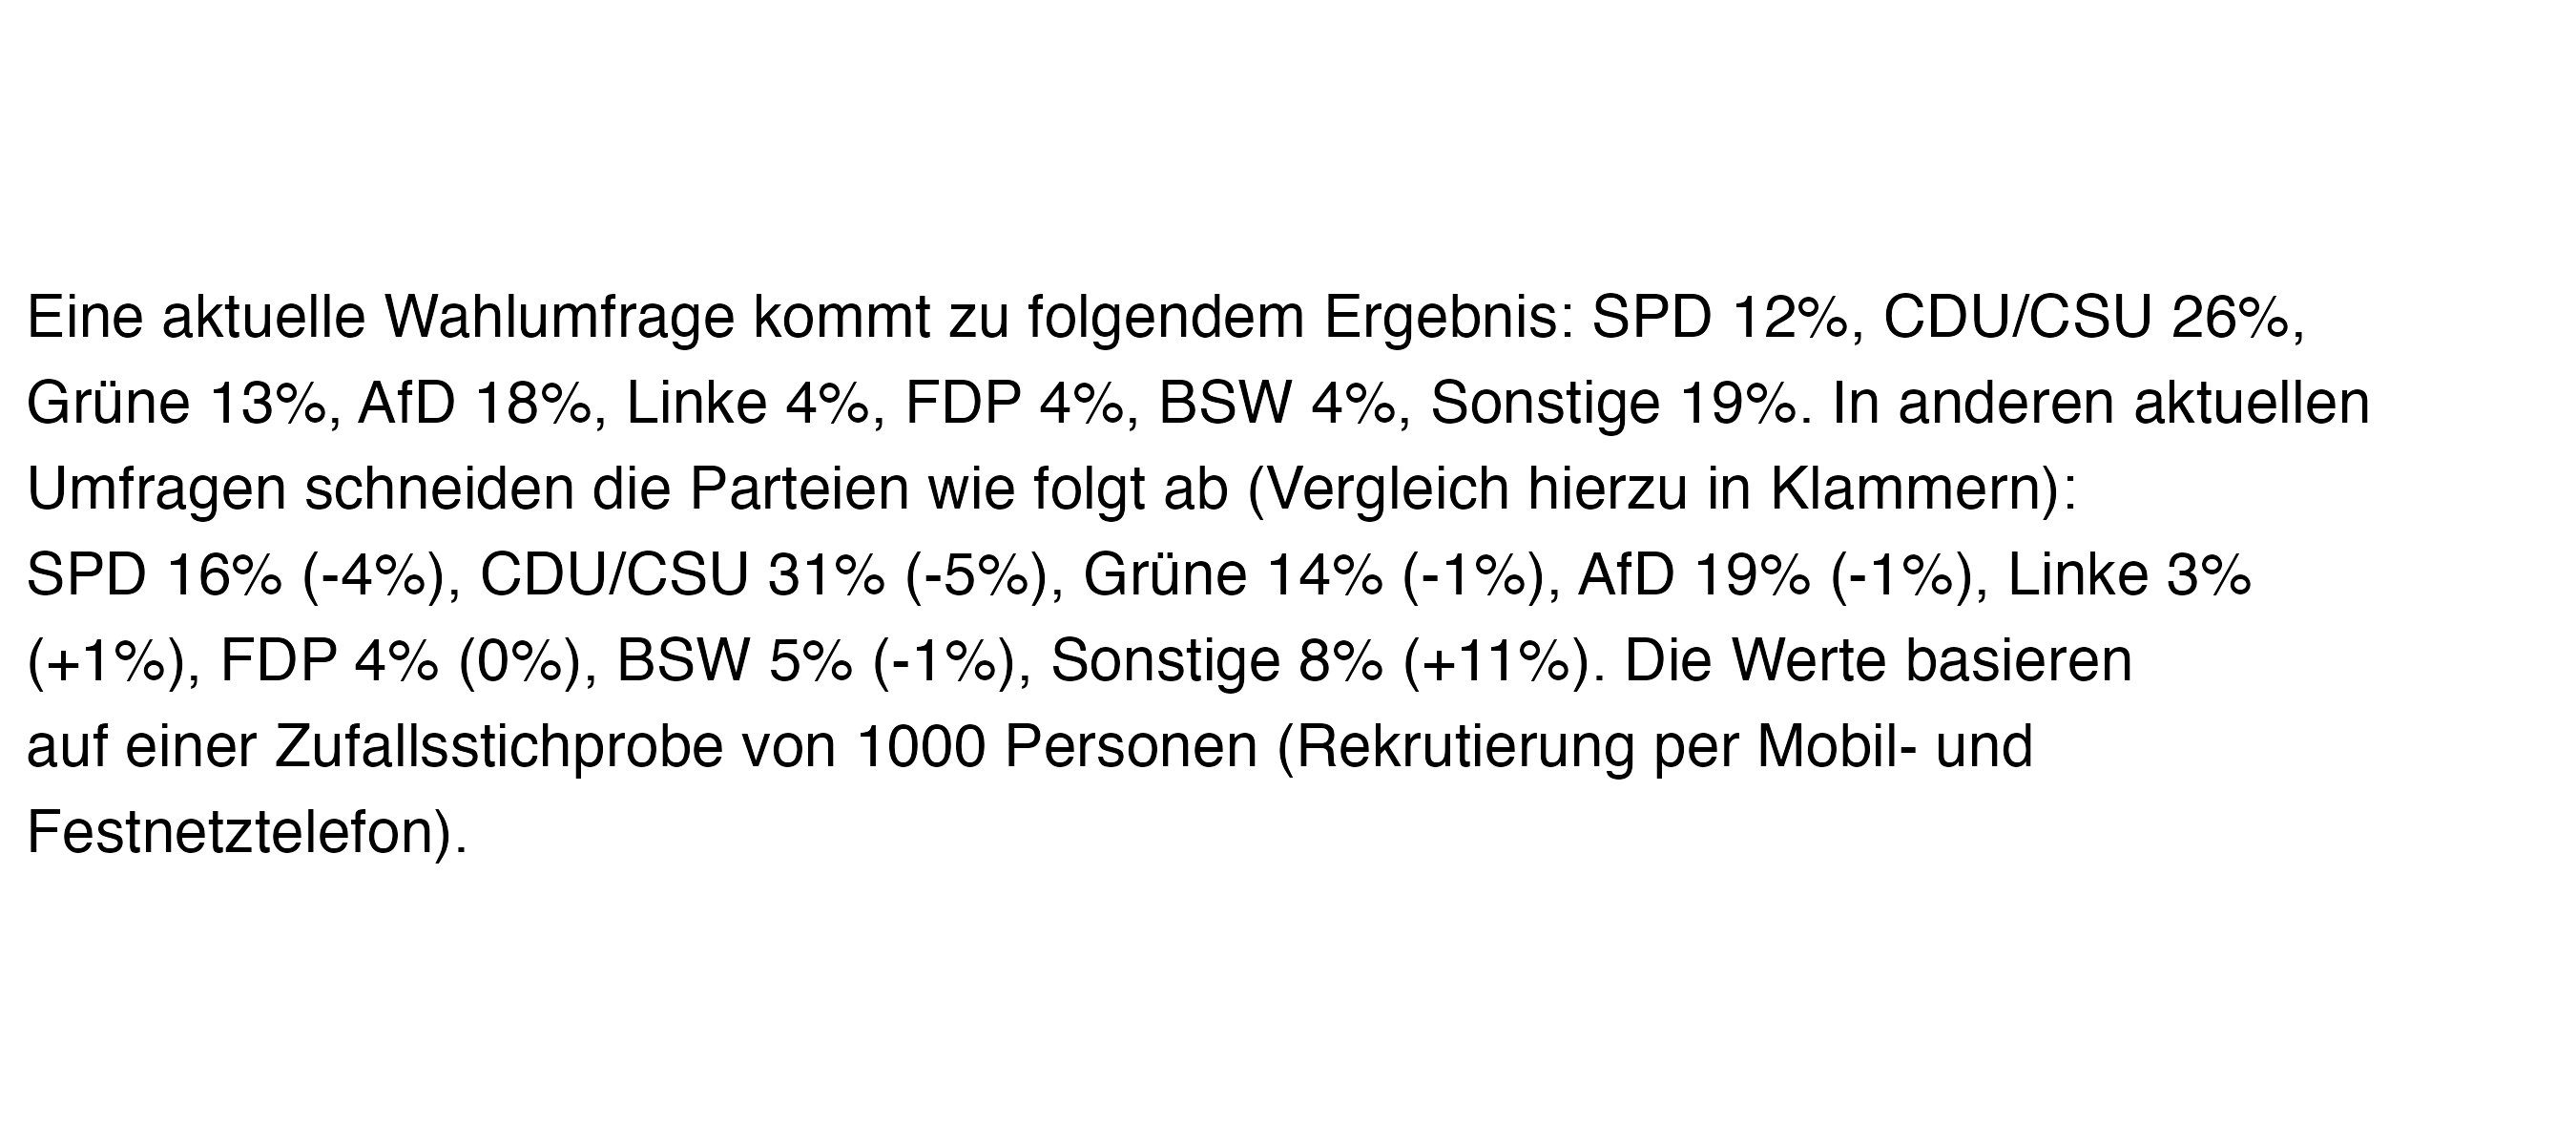 Eine aktuelle Wahlumfrage kommt zu folgendem Ergebnis: SPD 12%, CDU/CSU 26%,
Grüne 13%, AfD 18%, Linke 4%, FDP 4%, BSW 4%, Sonstige 19%. In anderen aktuellen
Umfragen schneiden die Parteien wie folgt ab (Vergleich hierzu in Klammern):
SPD 16% (-4%), CDU/CSU 31% (-5%), Grüne 14% (-1%), AfD 19% (-1%), Linke 3%
(+1%), FDP 4% (0%), BSW 5% (-1%), Sonstige 8% (+11%). Die Werte basieren
auf einer Zufallsstichprobe von 1000 Personen (Rekrutierung per Mobil- und
Festnetztelefon).